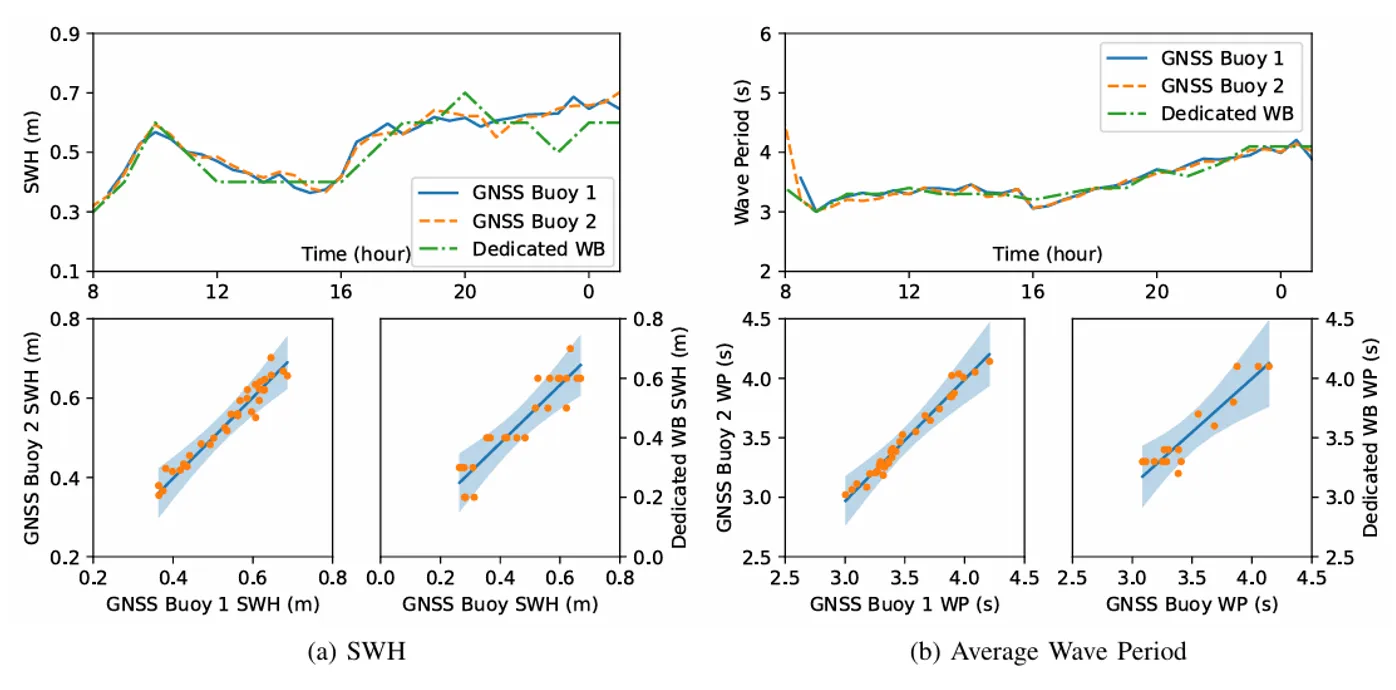 0.9
0.7
0.5
0.3
0.1
SWH (m)
GNSS Buoy 1
GNSS Buoy 2
Dedicated WB
Time (hour)
8 12 16 20 0
6
5
4
3
2
Wave Period (s)
GNSS Buoy 1
GNSS Buoy 2
Dedicated WB
Time (hour)
8 12 16 20 0
0.8
0.6
0.4
0.2
GNSS Buoy 2 SWH (m)
0.2 0.4 0.6 0.8
GNSS Buoy 1 SWH (m)
0.8
0.6
0.4
0.2
0.0
Dedicated WB SWH (m)
0.0 0.2 0.4 0.6 0.8
GNSS Buoy SWH (m)
4.5
4.0
3.5
3.0
2.5
GNSS Buoy 2 WP (s)
2.5 3.0 3.5 4.0 4.5
GNSS Buoy 1 WP (s)
4.5
4.0
3.5
3.0
2.5
Dedicated WB WP (s)
2.5 3.0 3.5 4.0 4.5
GNSS Buoy WP (s)
(a) SWH
(b) Average Wave Period